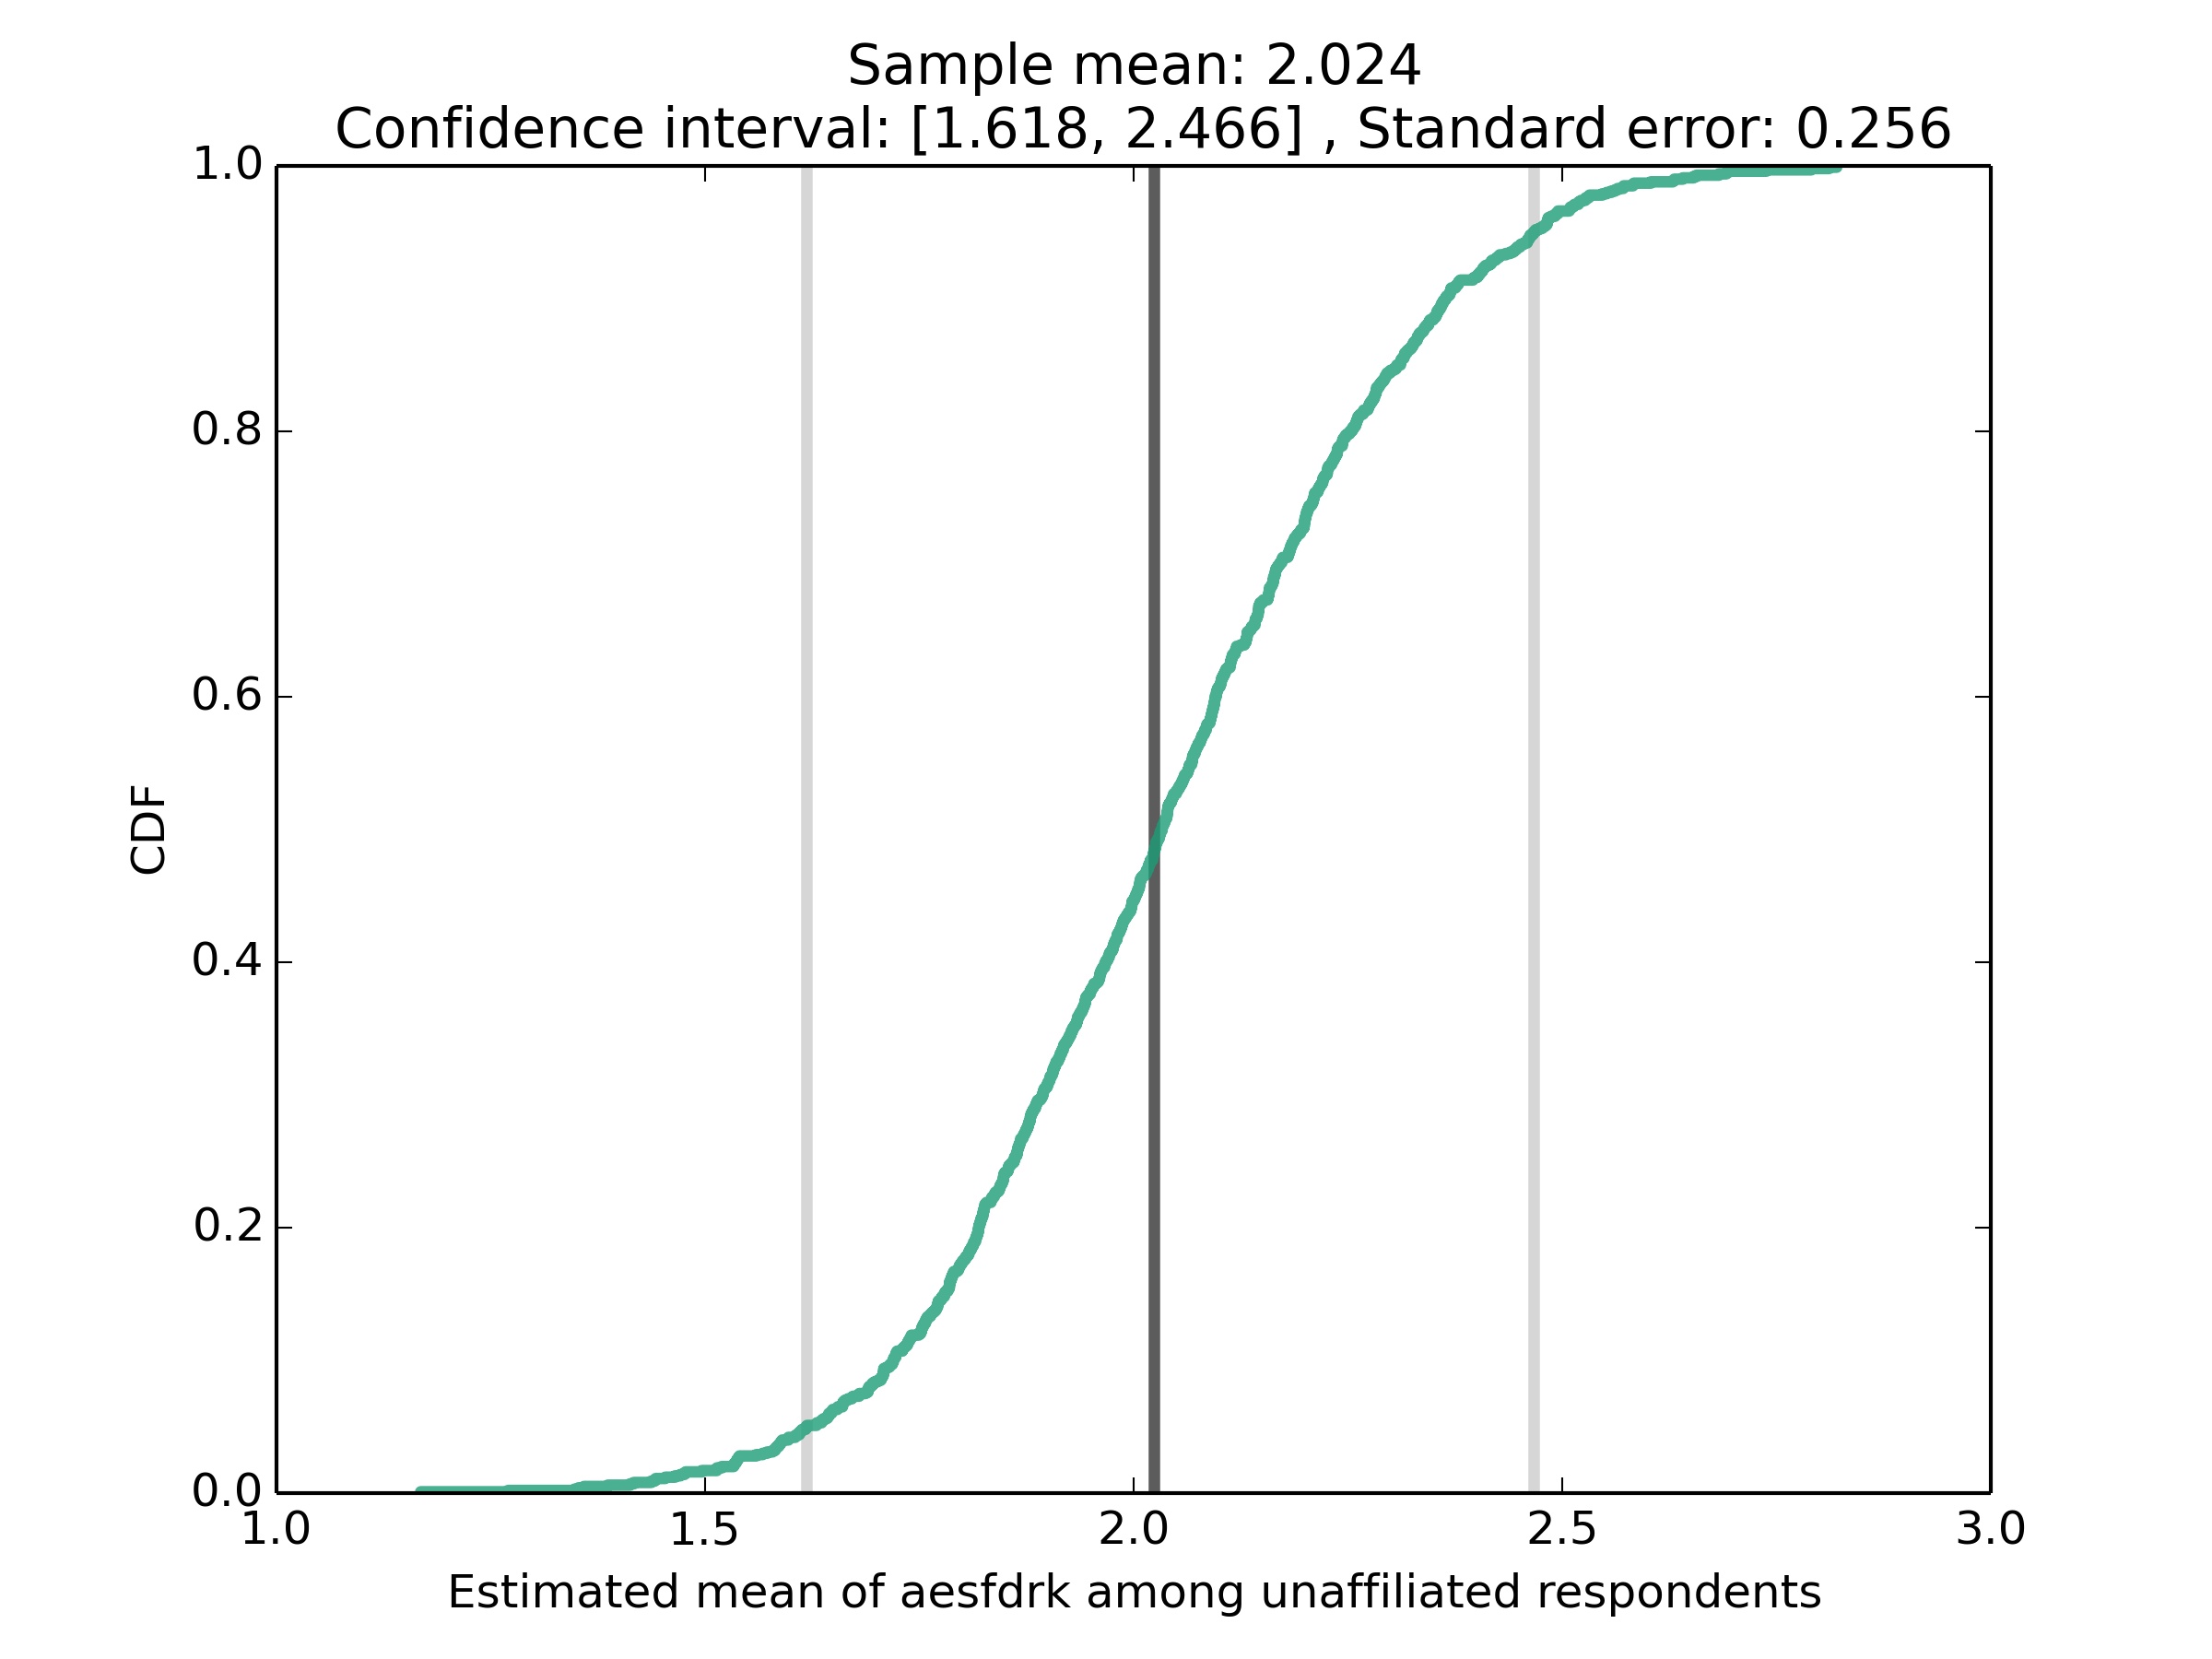 Sample mean: 2.024
Confidence interval: [1.618, 2.466] , Standard error: 0.256
1.0
0.8
0.6
0.4
0.2
0.0
CDF
1.0 1.5 2.0 2.5 3.0
Estimated mean of aesfdrk among unaffiliated respondents